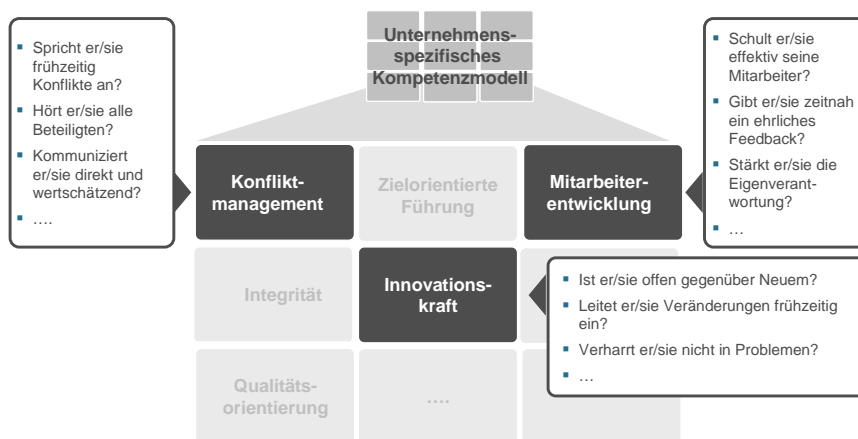 Unternehmens-
spezifisches
Kompetenzmodell
Spricht er/sie
frühzeitig
Konflikte an?
Hört er/sie alle
Beteiligten?
Kommuniziert
er/sie direkt und
wertschätzend?
….
Schult er/sie
effektiv seine
Mitarbeiter?
Gibt er/sie zeitnah
ein ehrliches
Feedback?
Stärkt er/sie die
Eigenverant-
wortung?
…
Konflikt-
management
Zielorientierte
Führung
Mitarbeiter-
entwicklung
Integrität
Innovations-
kraft
Ist er/sie offen gegenüber Neuem?
Leitet er/sie Veränderungen frühzeitig
ein?
Verharrt er/sie nicht in Problemen?
…
Qualitäts-
orientierung
….